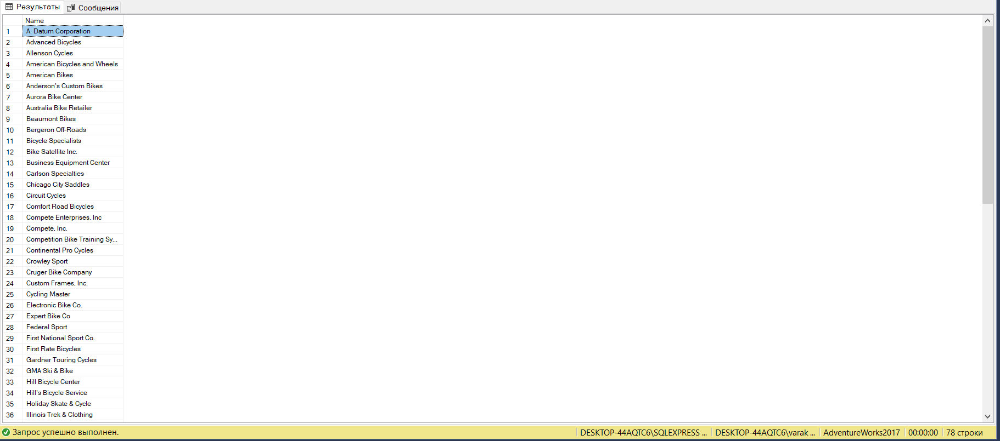 Результаты Сообщения
Name
1 A. Datum Corporation
2 Advanced Bicycles
3 Allenson Cycles
4 American Bicycles and Wheels
5 American Bikes
6 Anderson's Custom Bikes
7 Aurora Bike Center
8 Australia Bike Retailer
9 Beaumont Bikes
10 Bergeron Off-Roads
11 Bicycle Specialists
12 Bike Satellite Inc.
13 Business Equipment Center
14 Carlson Specialties
15 Chicago City Saddles
16 Circuit Cycles
17 Comfort Road Bicycles
18 Compete Enterprises, Inc
19 Compete, Inc.
20 Competition Bike Training Sy...
21 Continental Pro Cycles
22 Crowley Sport
23 Cruger Bike Company
24 Custom Frames, Inc.
25 Cycling Master
26 Electronic Bike Co.
27 Expert Bike Co
28 Federal Sport
29 First National Sport Co.
30 First Rate Bicycles
31 Gardner Touring Cycles
32 GMA Ski & Bike
33 Hill Bicycle Center
34 Hill's Bicycle Service
35 Holiday Skate & Cycle
36 Illinois Trek & Clothing
Запрос успешно выполнен. DESKTOP-44AQTC6\SQLEXPRESS ... DESKTOP-44AQTC6\varak ... AdventureWorks2017 00:00:00 78 строки